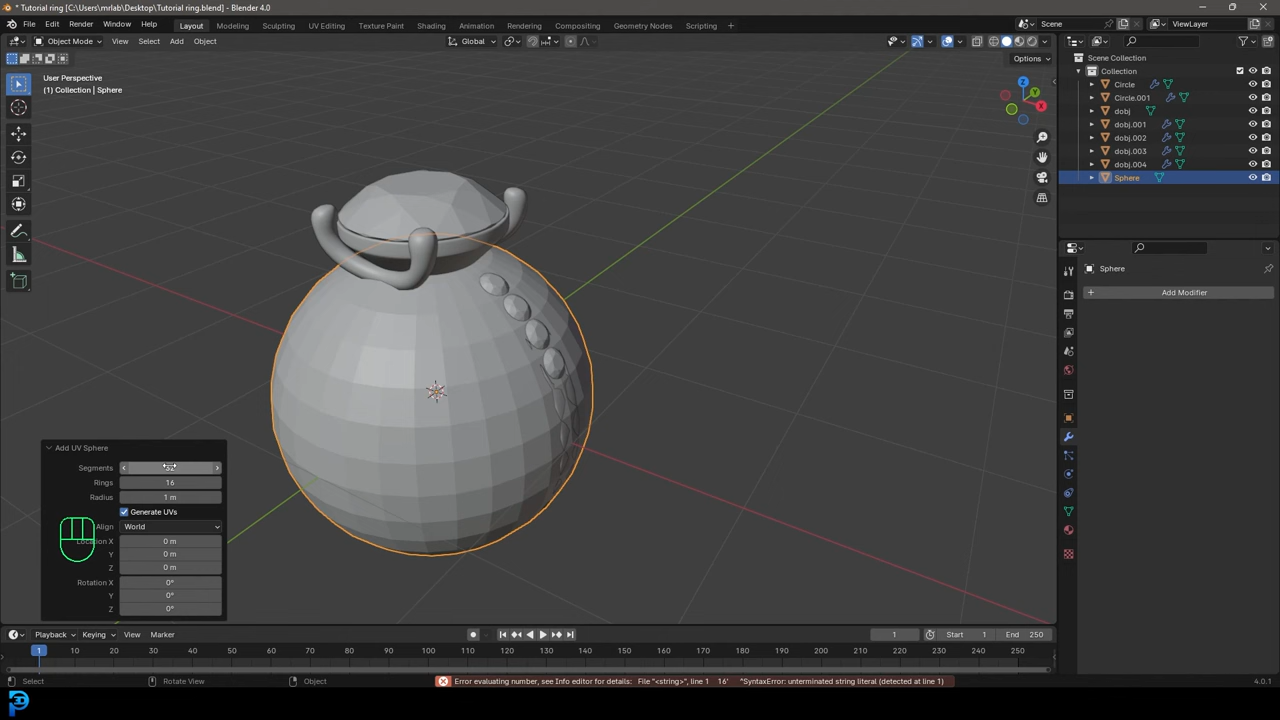 * Tutorial ring [C:\Users\mrlab\Desktop\Tutorial ring.blend] - Blender 4.0
File Edit Render Window Help Layout Modeling Sculpting UV Editing Texture Paint Shading Animation Rendering Compositing Geometry Nodes Scripting + Scene ViewLayer
Object Mode View Select Add Object Global
Options
User Perspective
(1) Collection | Sphere
Z
Y
X
Scene Collection
Collection
Circle
Circle.001
dobj
dobj.001
dobj.002
dobj.003
dobj.004
Sphere
Sphere
+ Add Modifier
Add UV Sphere
Segments
Rings 16
Radius 1 m
Generate UVs
Align World
Location X 0 m
Y 0 m
Z 0 m
Rotation X 0°
Y 0°
Z 0°
Playback Keying View Marker 1 Start 1 End 250
1 10 20 30 40 50 60 70 80 90 100 110 120 130 140 150 160 170 180 190 200 210 220 230 240 250
Select Rotate View Object Error evaluating number, see Info editor for details: File "<string>", line 1 16' ^SyntaxError: unterminated string literal (detected at line 1) 4.0.1